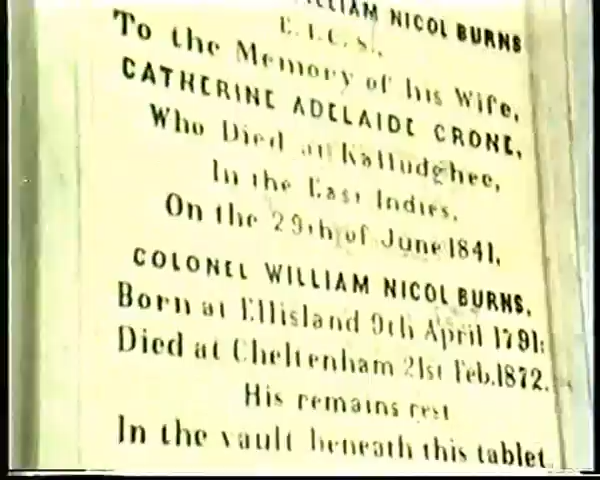 WILLIAM NICOL BURNS
E.I.C.S.,
To the Memory of his Wife,
CATHERINE ADELAIDE CRONE,
Who Died at Kulludghee,
In the East Indies,
On the 29th of June 1841.
COLONEL WILLIAM NICOL BURNS,
Born at Ellisland 9th April 1791:
Died at Cheltenham 21st Feb. 1872.
His remains rest
In the vault beneath this tablet